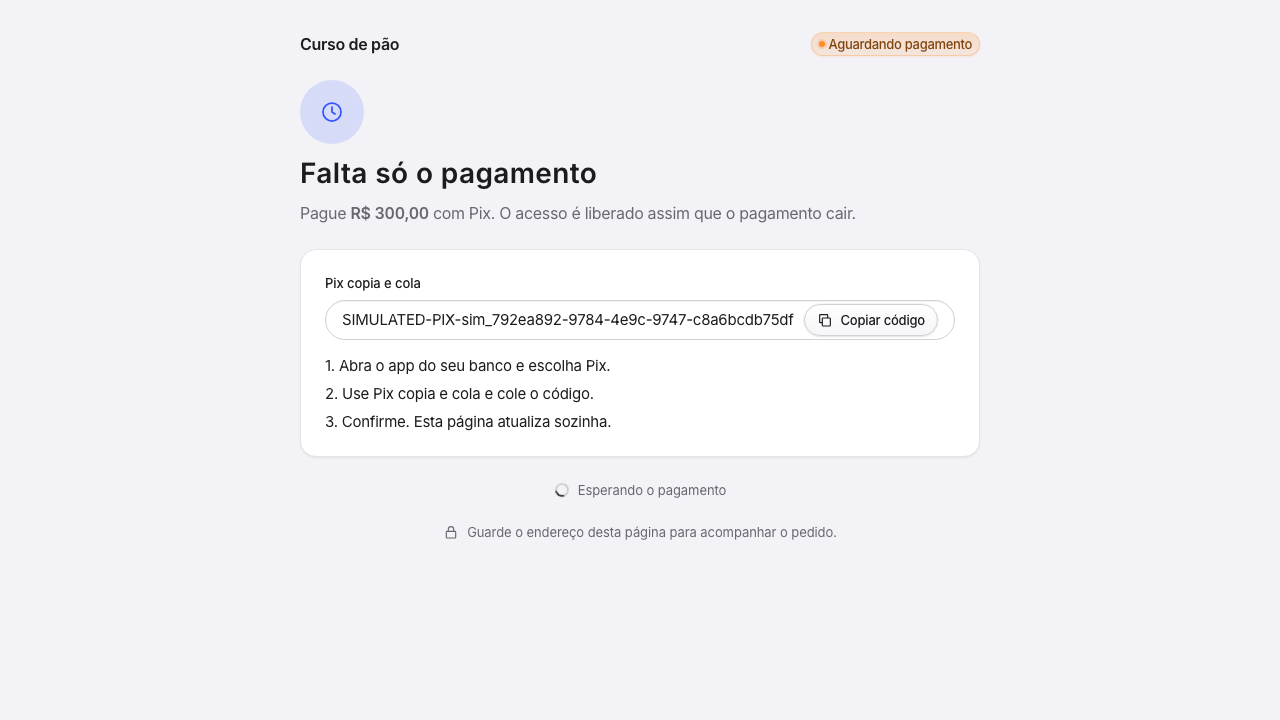 Curso de pão
Aguardando pagamento
Falta só o pagamento
Pague R$ 300,00 com Pix. O acesso é liberado assim que o pagamento cair.
Pix copia e cola
SIMULATED-PIX-sim_792ea892-9784-4e9c-9747-c8a6bcdb75df
Copiar código
1. Abra o app do seu banco e escolha Pix.
2. Use Pix copia e cola e cole o código.
3. Confirme. Esta página atualiza sozinha.
Esperando o pagamento
Guarde o endereço desta página para acompanhar o pedido.